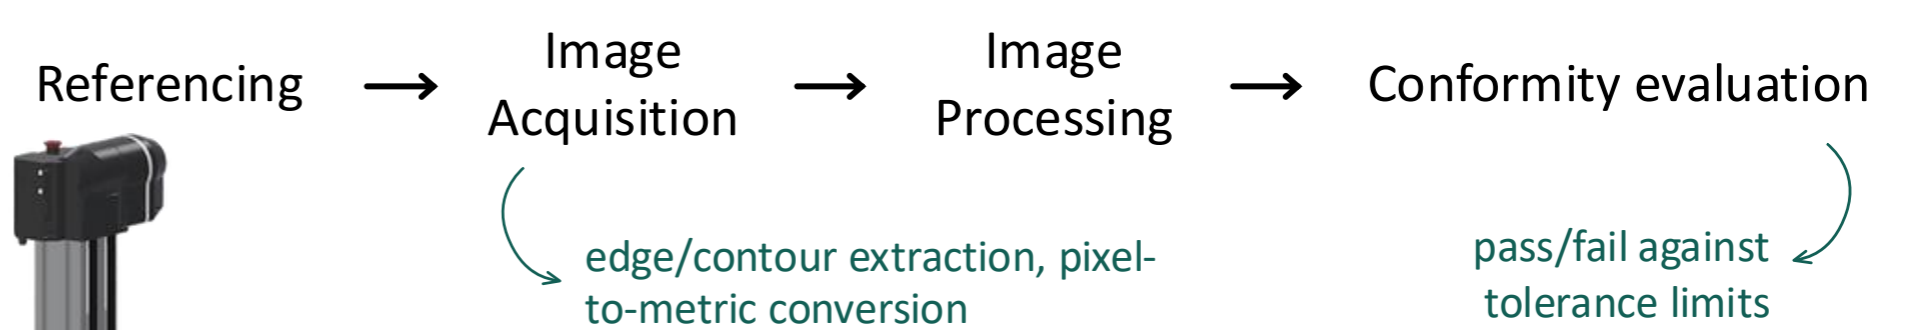 Referencing
Image
Acquisition
Image
Processing
Conformity evaluation
edge/contour extraction, pixel-
to-metric conversion
pass/fail against
tolerance limits